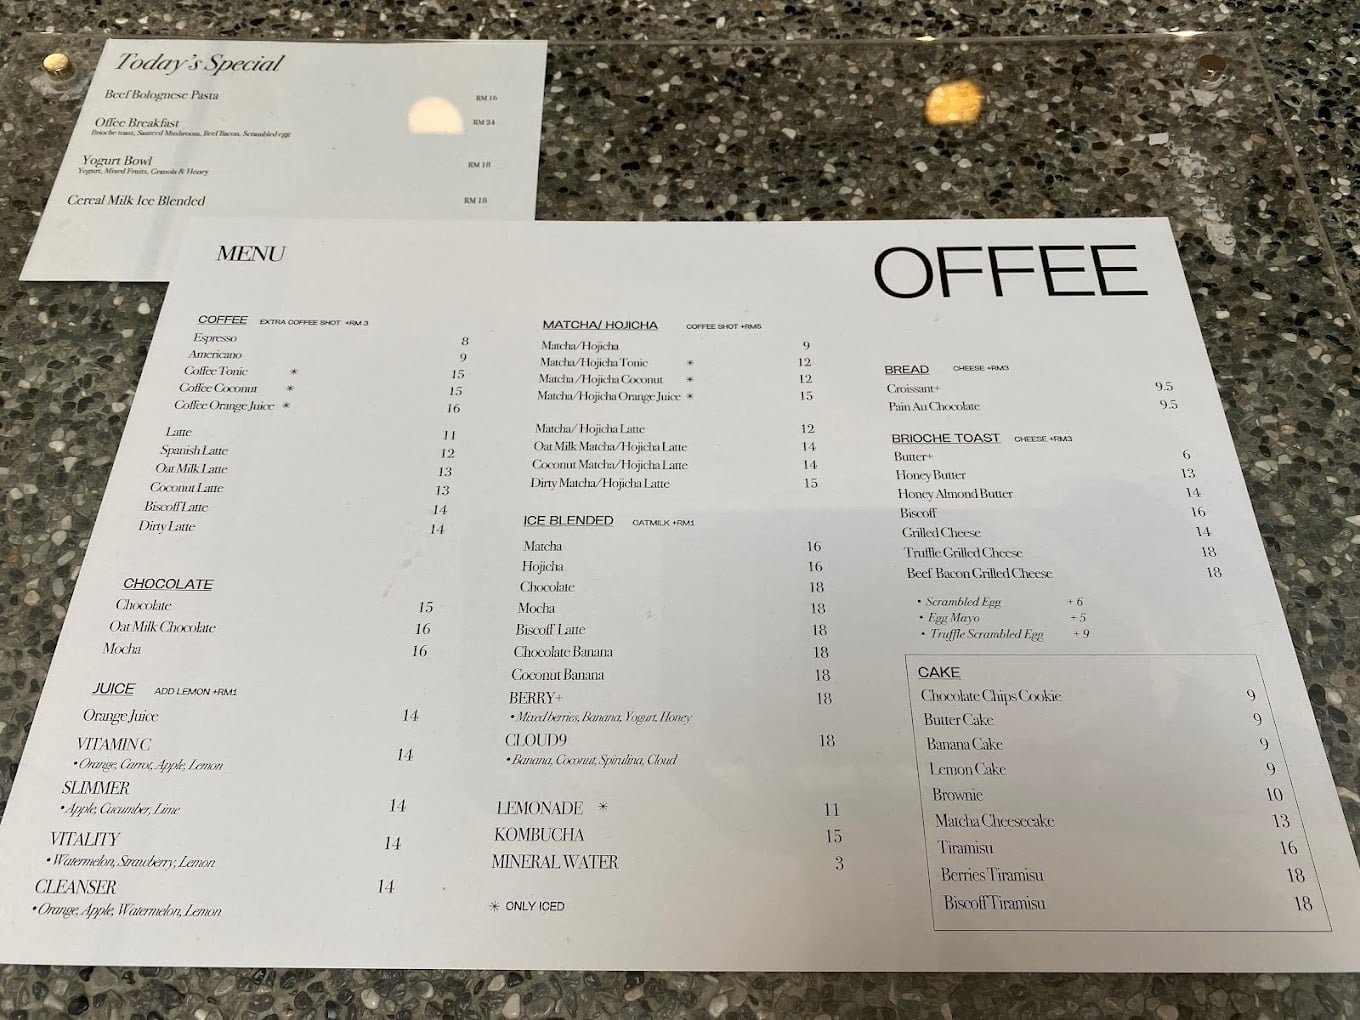 Today's Special
Beef Bolognese Pasta RM 16
Offee Breakfast RM 24
Brioche toast, Sauteed Mushroom, Beef Bacon, Scrambled egg
Yogurt Bowl RM 18
Yogurt, Mixed Fruits, Granola & Honey
Cereal Milk Ice Blended RM 18
MENU
OFFEE
COFFEE EXTRA COFFEE SHOT +RM 3
Espresso 8
Americano 9
Coffee Tonic * 15
Coffee Coconut * 15
Coffee Orange Juice * 16
Latte 11
Spanish Latte 12
Oat Milk Latte 13
Coconut Latte 13
Biscoff Latte 14
Dirty Latte 14
CHOCOLATE
Chocolate 15
Oat Milk Chocolate 16
Mocha 16
JUICE ADD LEMON +RM1
Orange Juice 14
VITAMIN C 14
• Orange, Carrot, Apple, Lemon
SLIMMER 14
• Apple, Cucumber, Lime
VITALITY 14
• Watermelon, Strawberry, Lemon
CLEANSER 14
• Orange, Apple, Watermelon, Lemon
MATCHA/ HOJICHA COFFEE SHOT +RM5
Matcha/Hojicha 9
Matcha/Hojicha Tonic * 12
Matcha/Hojicha Coconut * 12
Matcha/Hojicha Orange Juice * 15
Matcha/ Hojicha Latte 12
Oat Milk Matcha/Hojicha Latte 14
Coconut Matcha/Hojicha Latte 14
Dirty Matcha/Hojicha Latte 15
ICE BLENDED OATMILK +RM1
Matcha 16
Hojicha 16
Chocolate 18
Mocha 18
Biscoff Latte 18
Chocolate Banana 18
Coconut Banana 18
BERRY+ 18
• Mixed berries, Banana, Yogurt, Honey
CLOUD9 18
• Banana, Coconut, Spirulina, Cloud
LEMONADE * 11
KOMBUCHA 15
MINERAL WATER 3
* ONLY ICED
BREAD CHEESE +RM3
Croissant+ 9.5
Pain Au Chocolate 9.5
BRIOCHE TOAST CHEESE +RM3
Butter+ 6
Honey Butter 13
Honey Almond Butter 14
Biscoff 16
Grilled Cheese 14
Truffle Grilled Cheese 18
Beef Bacon Grilled Cheese 18
• Scrambled Egg + 6
• Egg Mayo + 5
• Truffle Scrambled Egg + 9
CAKE
Chocolate Chips Cookie 9
Butter Cake 9
Banana Cake 9
Lemon Cake 9
Brownie 10
Matcha Cheesecake 13
Tiramisu 16
Berries Tiramisu 18
Biscoff Tiramisu 18